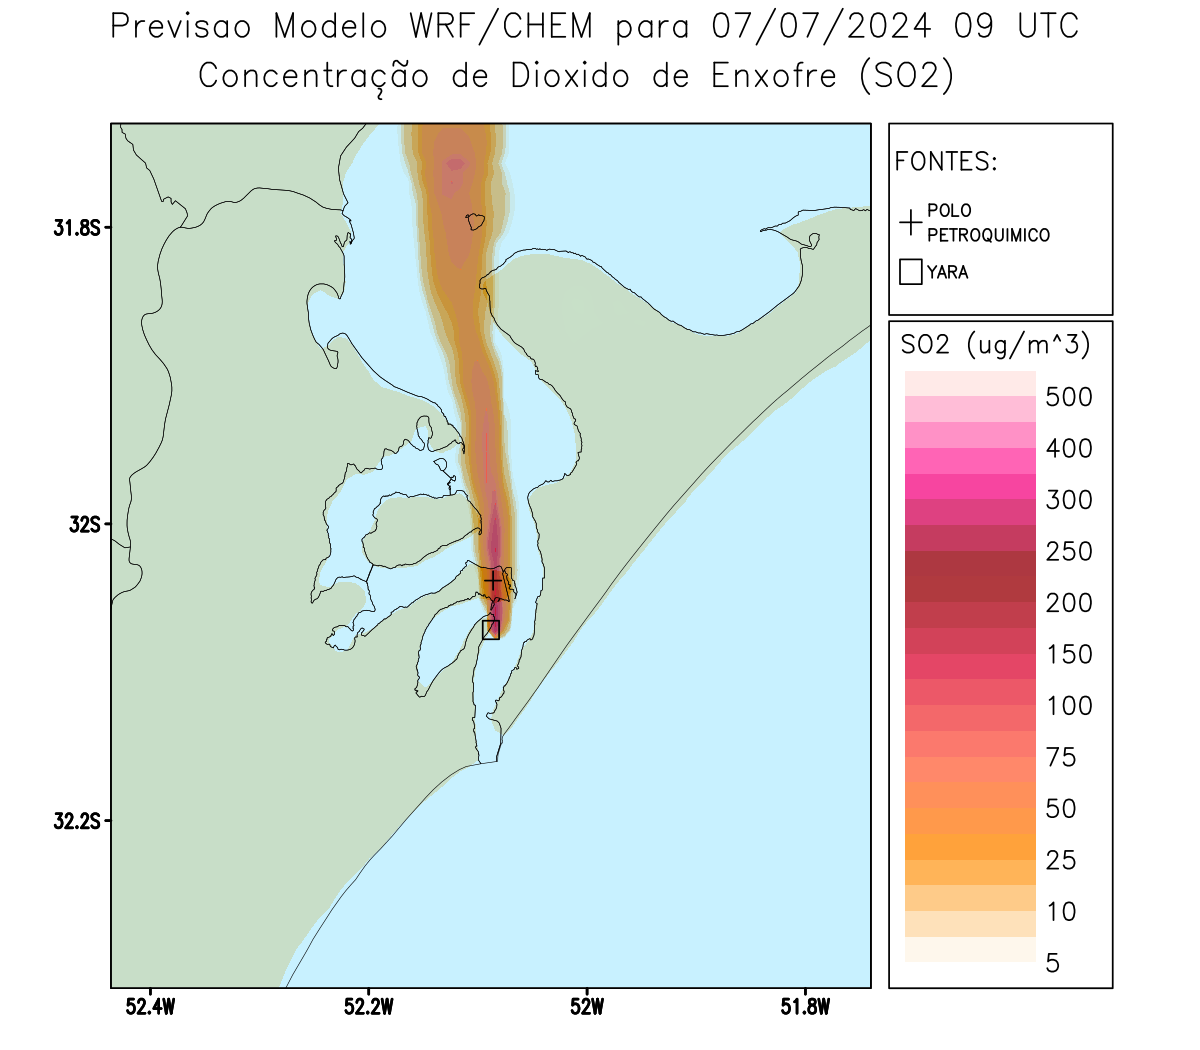 Previsao Modelo WRF/CHEM para 07/07/2024 09 UTC
Concentração de Dioxido de Enxofre (SO2)
FONTES:
POLO
PETROQUIMICO
YARA
SO2 (ug/m^3)
500
400
300
250
200
150
100
75
50
25
10
5
31.8S
32S
32.2S
52.4W
52.2W
52W
51.8W